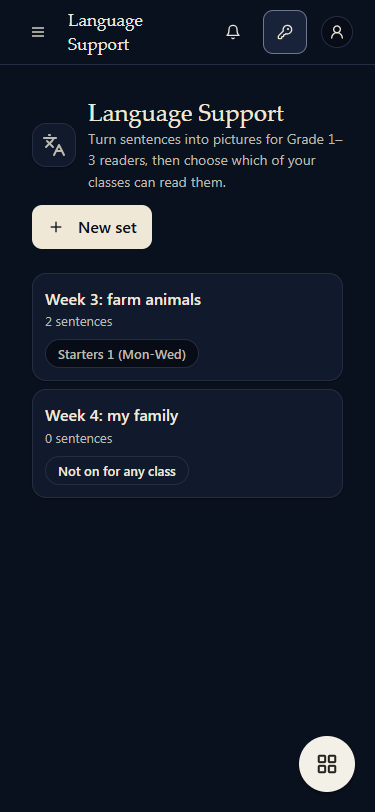 Language
Support
Language Support
Turn sentences into pictures for Grade 1–
3 readers, then choose which of your
classes can read them.
New set
Week 3: farm animals
2 sentences
Starters 1 (Mon-Wed)
Week 4: my family
0 sentences
Not on for any class